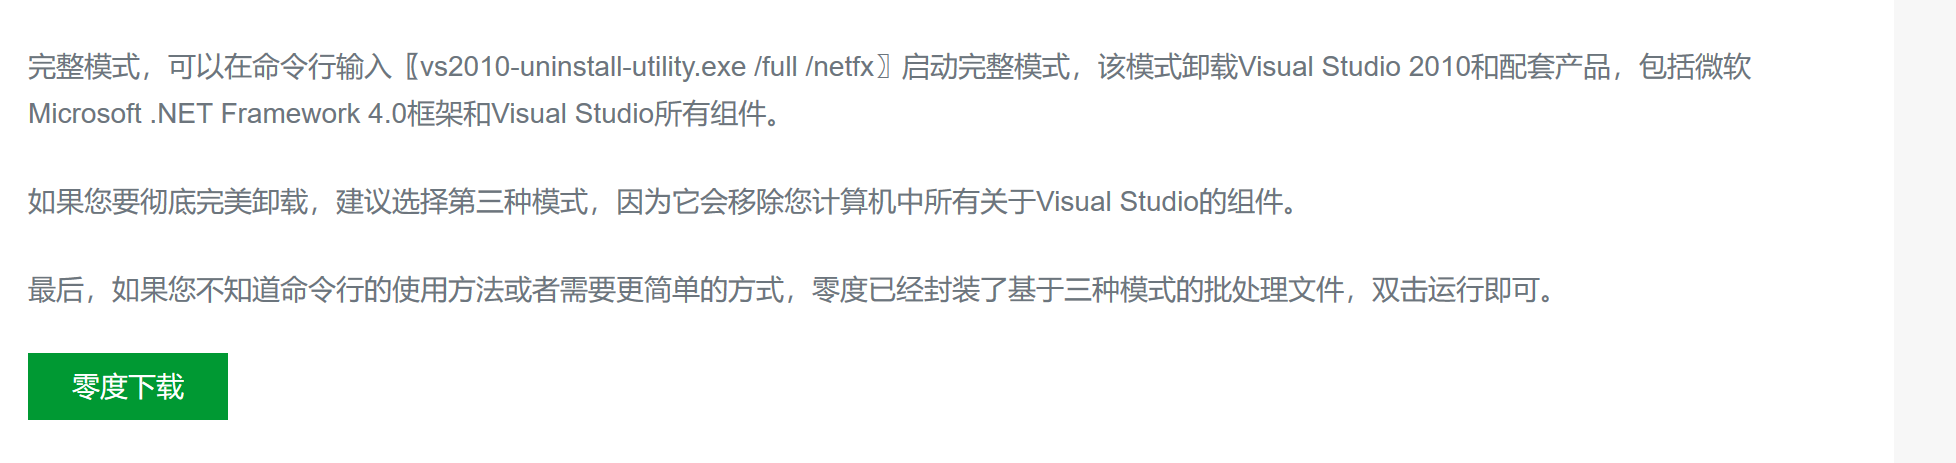 完整模式，可以在命令行输入〖vs2010-uninstall-utility.exe /full /netfx〗启动完整模式，该模式卸载Visual Studio 2010和配套产品，包括微软
Microsoft .NET Framework 4.0框架和Visual Studio所有组件。
如果您要彻底完美卸载，建议选择第三种模式，因为它会移除您计算机中所有关于Visual Studio的组件。
最后，如果您不知道命令行的使用方法或者需要更简单的方式，零度已经封装了基于三种模式的批处理文件，双击运行即可。
零度下载